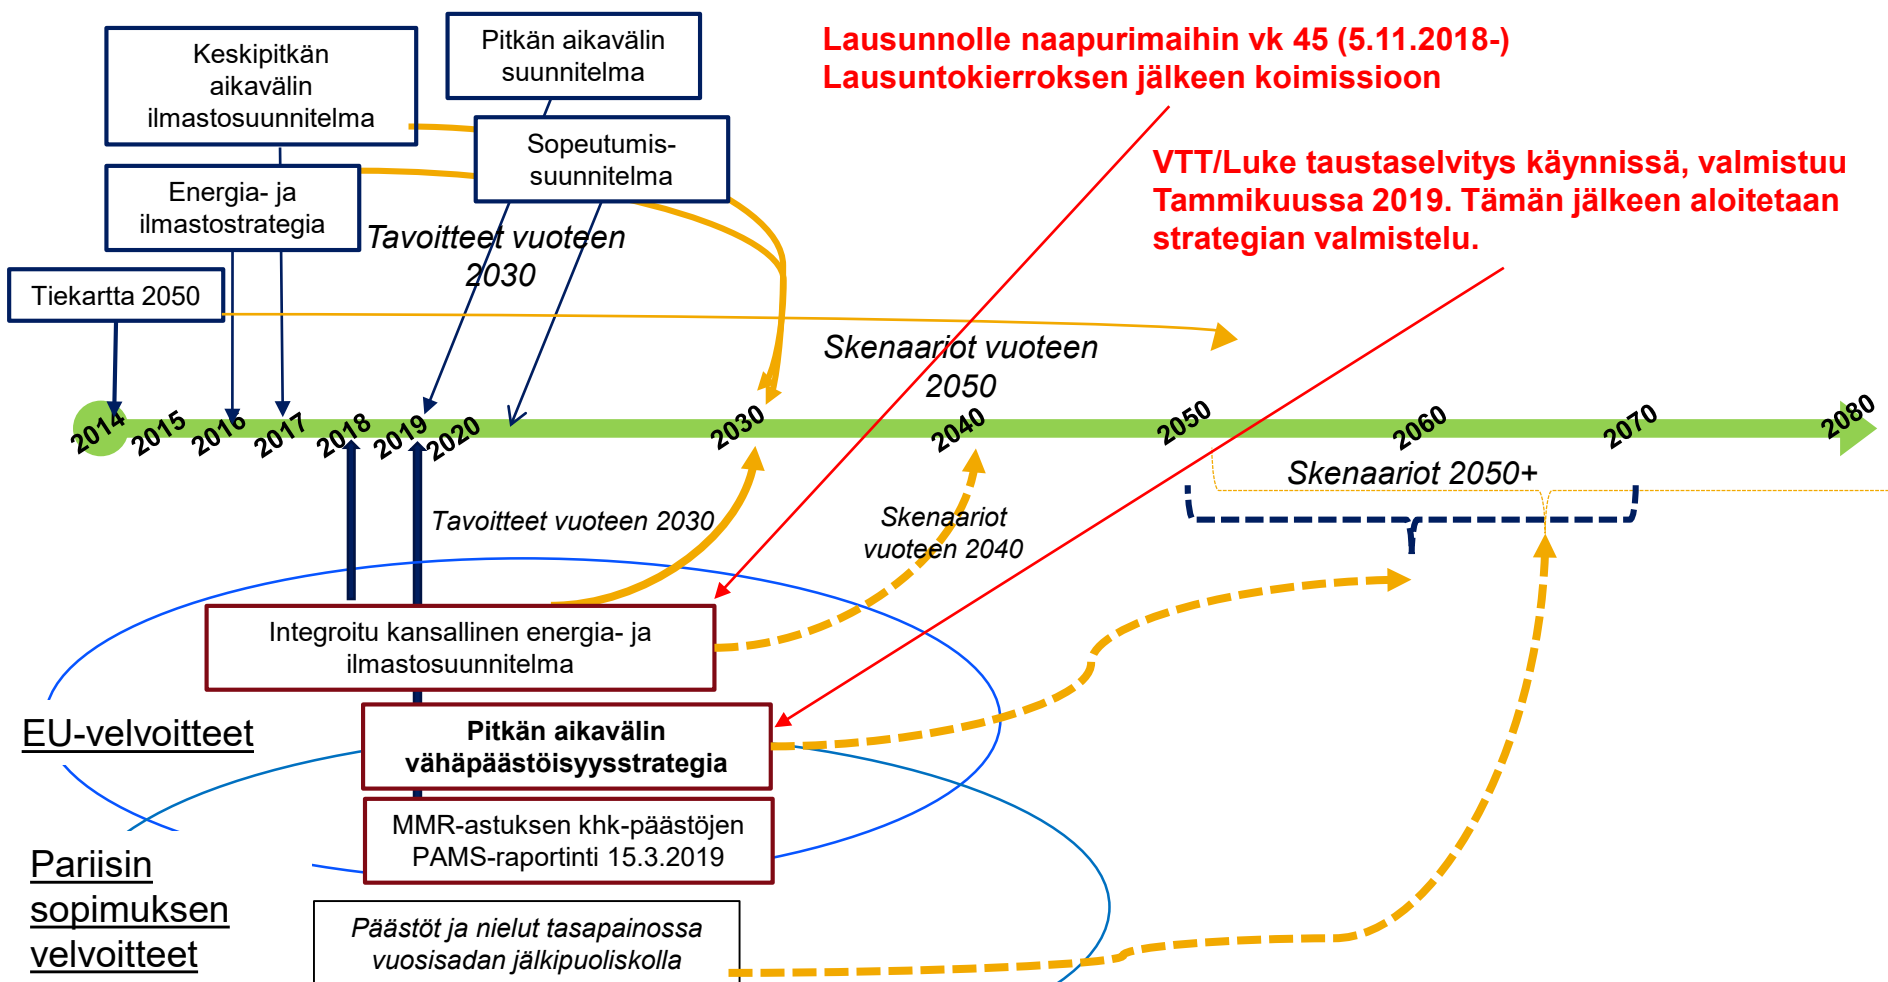 Keskipitkän
aikavälin
ilmastosuunnitelma
Pitkän aikavälin
suunnitelma
Lausunnolle naapurimaihin vk 45 (5.11.2018-)
Lausuntokierroksen jälkeen koimissioon
Sopeutumis-
suunnitelma
VTT/Luke taustaselvitys käynnissä, valmistuu
Tammikuussa 2019. Tämän jälkeen aloitetaan
strategian valmistelu.
Energia- ja
ilmastostrategia
Tavoitteet vuoteen
2030
Tiekartta 2050
Skenaariot vuoteen
2050
2014
2015
2016
2017
2018
2019
2020
2030
2040
2050
2060
2070
2080
Skenaariot 2050+
Tavoitteet vuoteen 2030
Skenaariot
vuoteen 2040
Integroitu kansallinen energia- ja
ilmastosuunnitelma
EU-velvoitteet
Pitkän aikavälin
vähäpäästöisyysstrategia
MMR-astuksen khk-päästöjen
PAMS-raportinti 15.3.2019
Pariisin
sopimuksen
velvoitteet
Päästöt ja nielut tasapainossa
vuosisadan jälkipuoliskolla